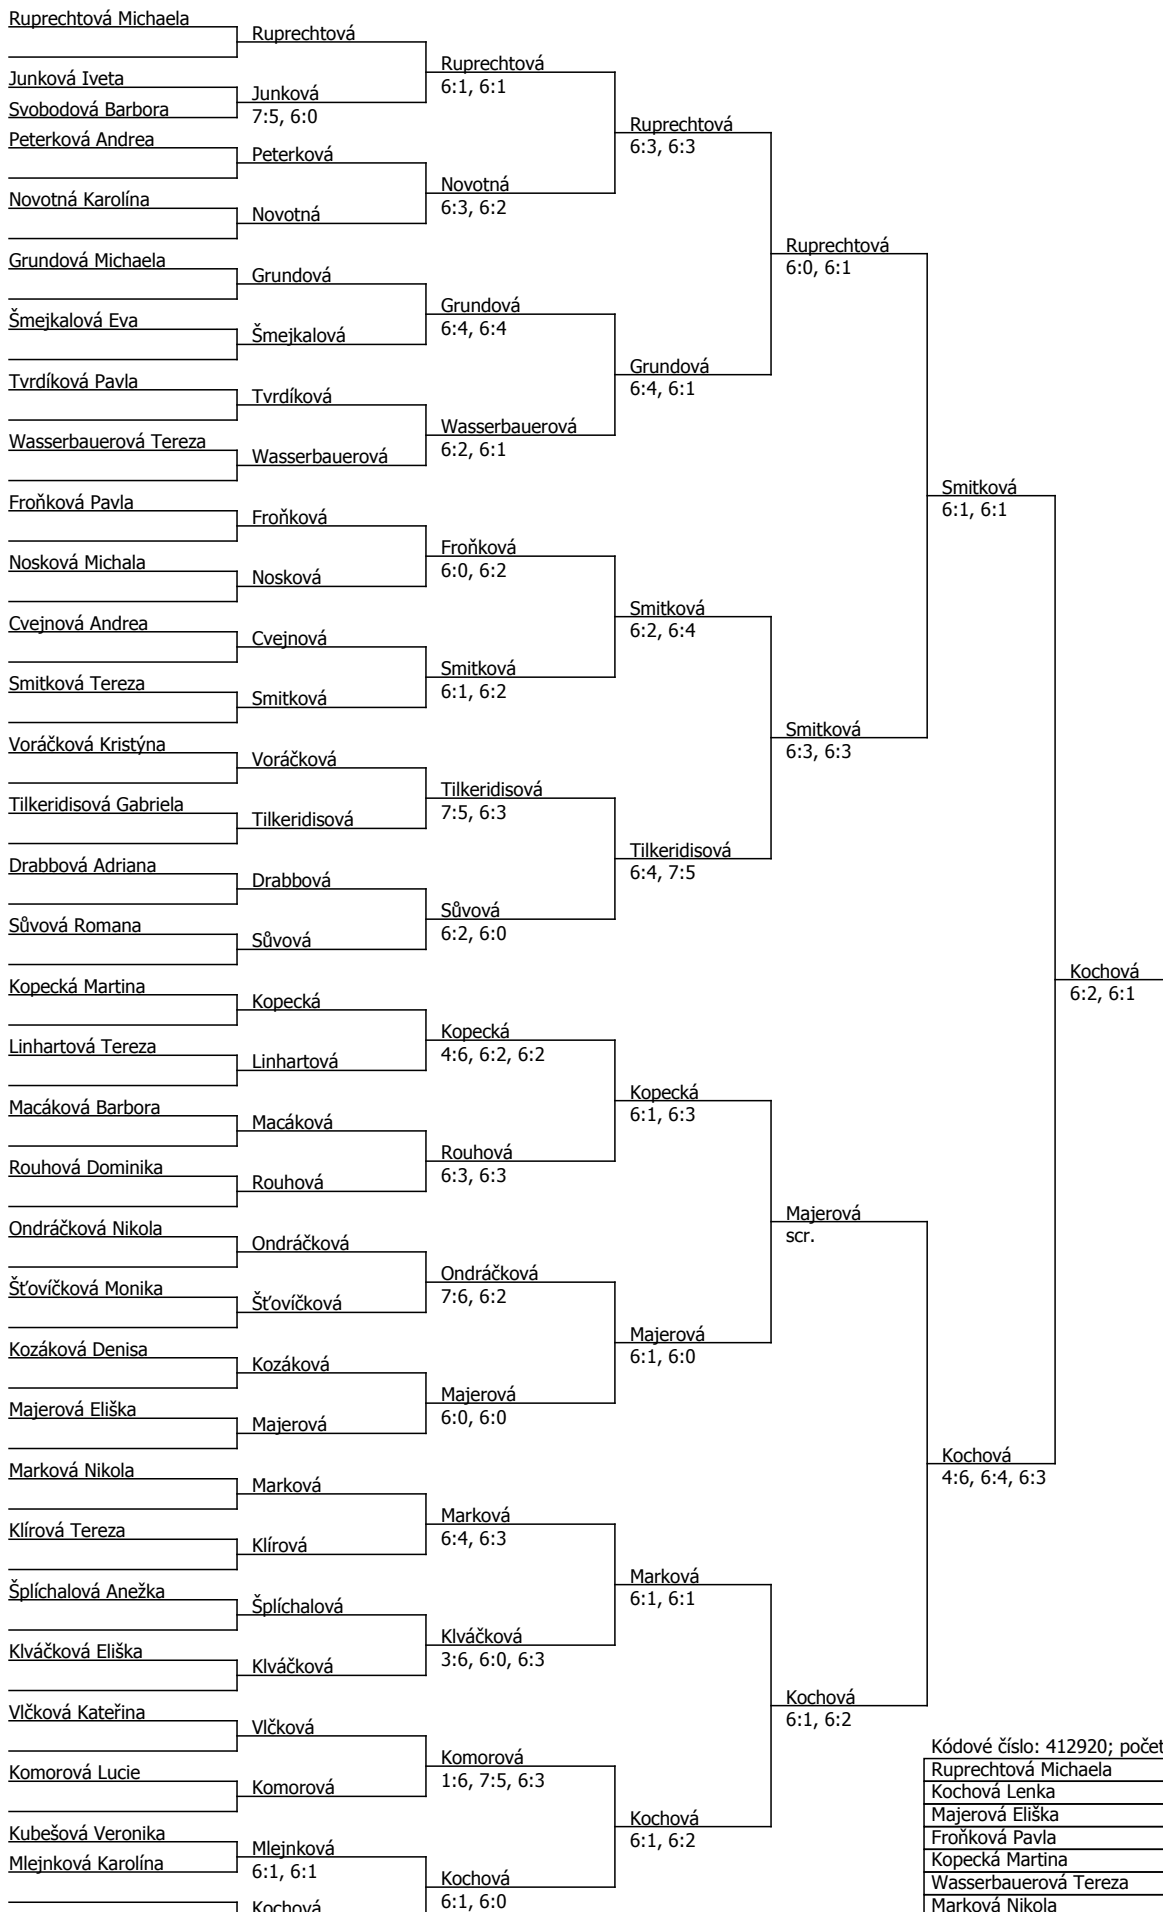 Ruprechtová Michaela
Junková Iveta
Svobodová Barbora
Peterková Andrea
Novotná Karolína
Grundová Michaela
Šmejkalová Eva
Tvrdíková Pavla
Wasserbauerová Tereza
Froňková Pavla
Nosková Michala
Cvejnová Andrea
Smitková Tereza
Voráčková Kristýna
Tilkeridisová Gabriela
Drabbová Adriana
Sůvová Romana
Kopecká Martina
Linhartová Tereza
Macáková Barbora
Rouhová Dominika
Ondráčková Nikola
Šťovíčková Monika
Kozáková Denisa
Majerová Eliška
Marková Nikola
Klírová Tereza
Šplíchalová Anežka
Klváčková Eliška
Vlčková Kateřina
Komorová Lucie
Kubešová Veronika
Mlejnková Karolína
Ruprechtová
Junková
7:5, 6:0
Peterková
Novotná
Grundová
Šmejkalová
Tvrdíková
Wasserbauerová
Froňková
Nosková
Cvejnová
Smitková
Voráčková
Tilkeridisová
Drabbová
Sůvová
Kopecká
Linhartová
Macáková
Rouhová
Ondráčková
Šťovíčková
Kozáková
Majerová
Marková
Klírová
Šplíchalová
Klváčková
Vlčková
Komorová
Mlejnková
6:1, 6:1
Kochová
Ruprechtová
6:1, 6:1
Novotná
6:3, 6:2
Grundová
6:4, 6:4
Wasserbauerová
6:2, 6:1
Froňková
6:0, 6:2
Smitková
6:1, 6:2
Tilkeridisová
7:5, 6:3
Sůvová
6:2, 6:0
Kopecká
4:6, 6:2, 6:2
Rouhová
6:3, 6:3
Ondráčková
7:6, 6:2
Majerová
6:0, 6:0
Marková
6:4, 6:3
Klváčková
3:6, 6:0, 6:3
Komorová
1:6, 7:5, 6:3
Kochová
6:1, 6:0
Ruprechtová
6:3, 6:3
Grundová
6:4, 6:1
Smitková
6:2, 6:4
Tilkeridisová
6:4, 7:5
Kopecká
6:1, 6:3
Majerová
6:1, 6:0
Marková
6:1, 6:1
Kochová
6:1, 6:2
Ruprechtová
6:0, 6:1
Smitková
6:3, 6:3
Majerová
scr.
Kochová
6:1, 6:2
Smitková
6:1, 6:1
Kochová
4:6, 6:4, 6:3
Kochová
6:2, 6:1
Kódové číslo: 412920; počet
Ruprechtová Michaela
Kochová Lenka
Majerová Eliška
Froňková Pavla
Kopecká Martina
Wasserbauerová Tereza
Marková Nikola